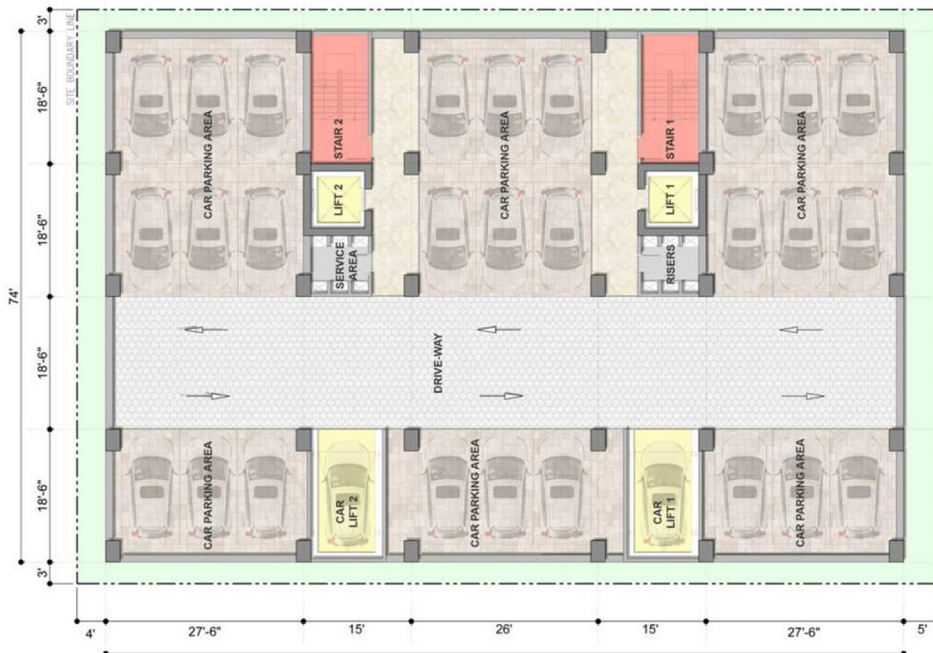 3'
SITE BOUNDARY LINE
18'-6"
CAR PARKING AREA
STAIR 2
CAR PARKING AREA
STAIR 1
CAR PARKING AREA
LIFT 2
LIFT 1
18'-6"
SERVICE
AREA
RISERS
74'
18'-6"
DRIVE-WAY
18'-6"
CAR PARKING AREA
CAR
LIFT 2
CAR PARKING AREA
CAR
LIFT 1
CAR PARKING AREA
3'
4'
27'-6"
15'
26'
15'
27'-6"
5'